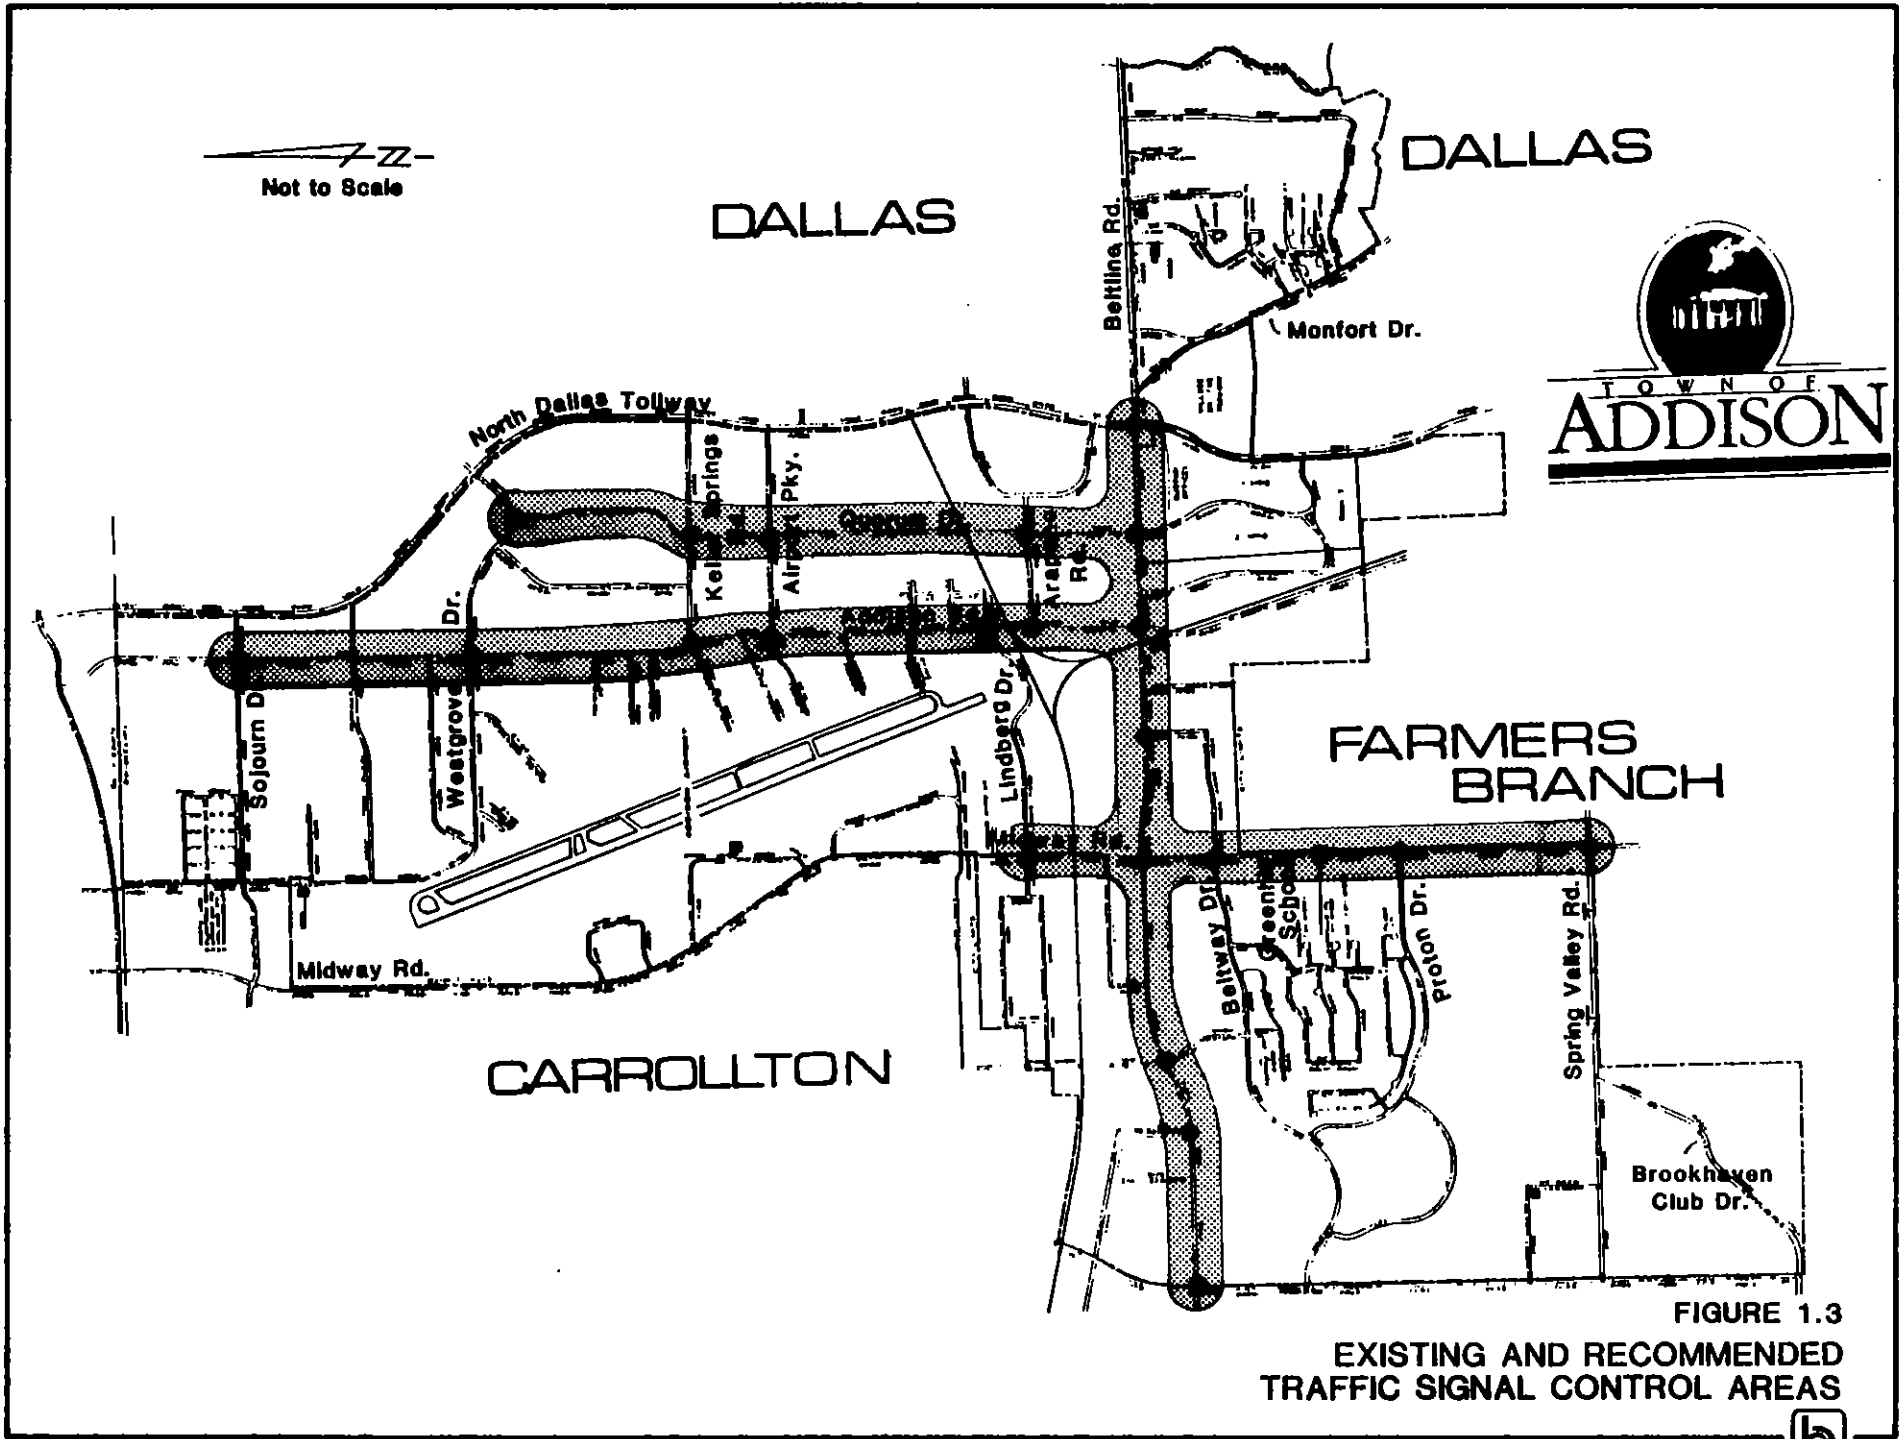 DALLAS
Not to Scale
DALLAS
Beltline Rd.
Monfort Dr.
TOWN OF
ADDISON
North Dallas Tollway
Springs
Airport Pky.
Rd.
Dr.
Westgrove
Sojourn D
Lindberg Dr.
FARMERS
BRANCH
Beltway Dr.
Proton Dr.
Spring Valley Rd.
Midway Rd.
CARROLLTON
Brookhaven
Club Dr.
FIGURE 1.3
EXISTING AND RECOMMENDED
TRAFFIC SIGNAL CONTROL AREAS